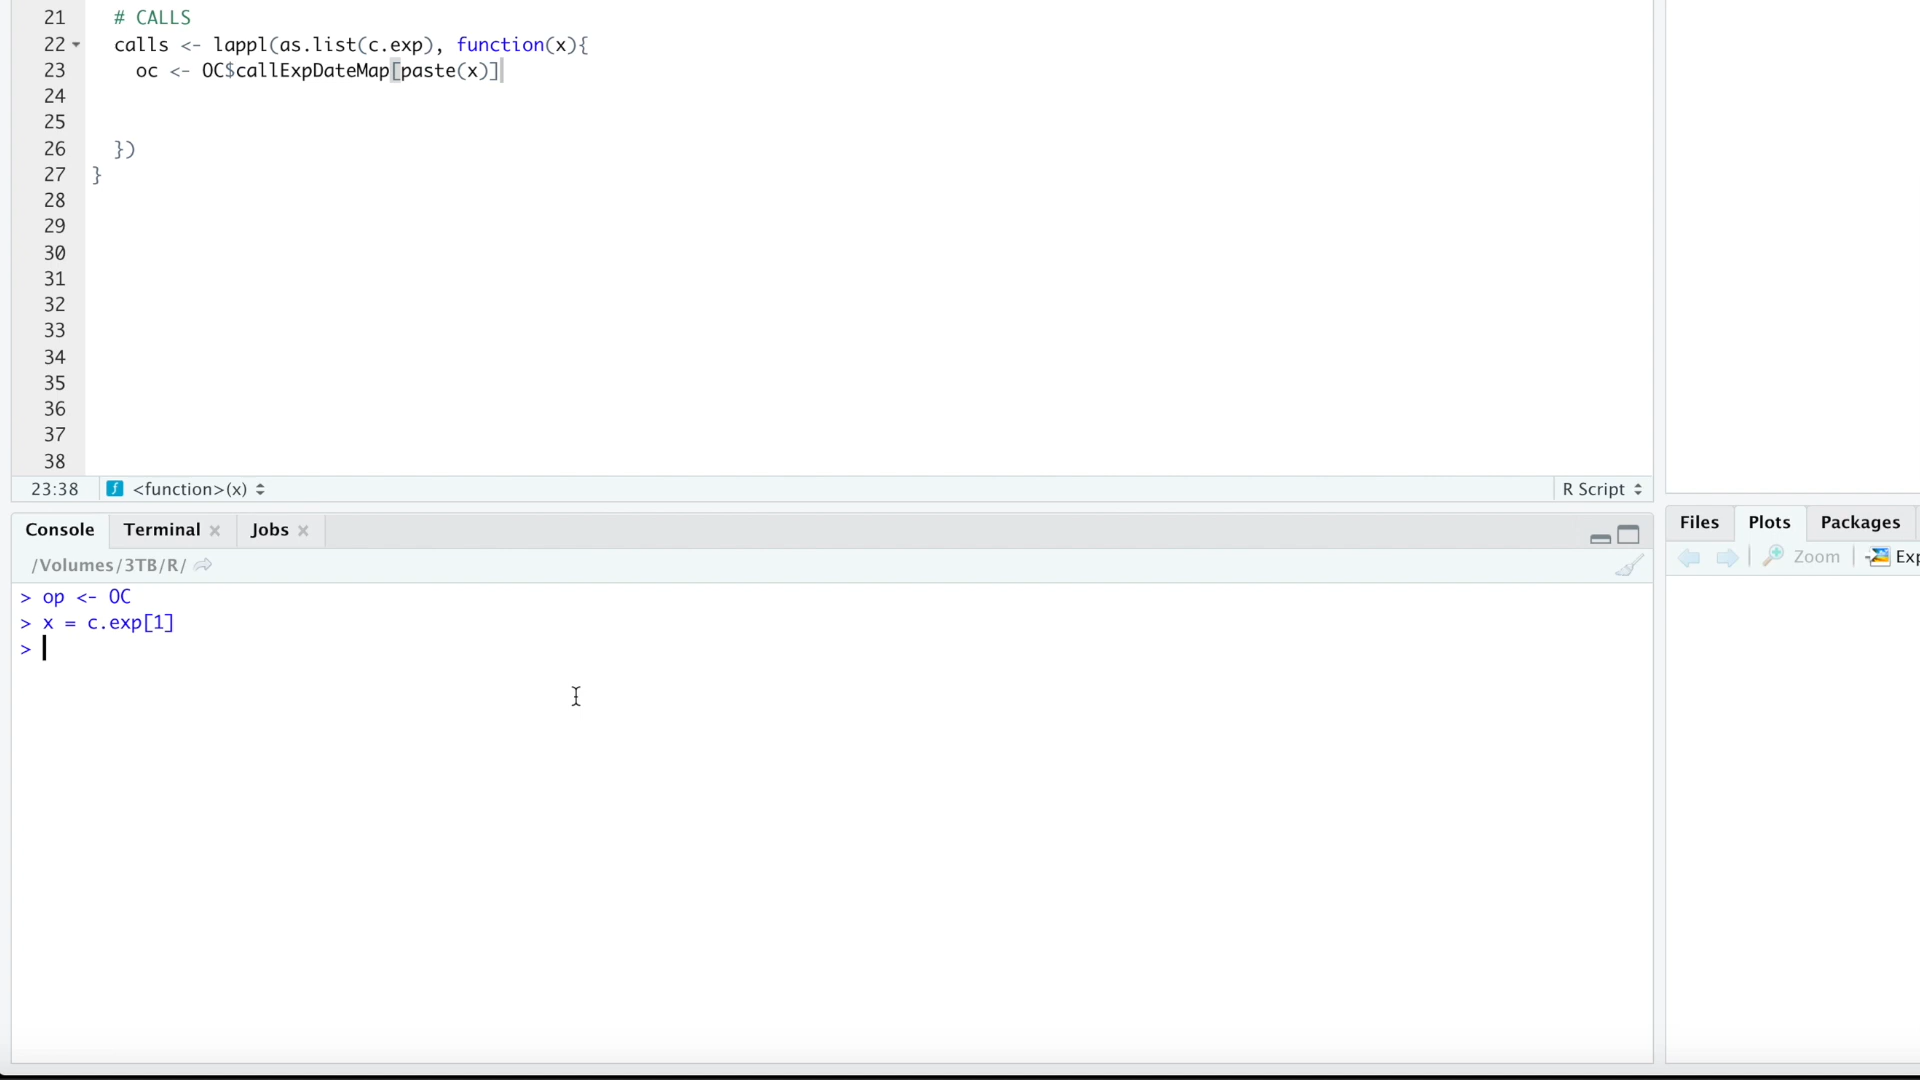 21 # CALLS
22 calls <- lappl(as.list(c.exp), function(x){
23 oc <- OC$callExpDateMap[paste(x)]
24
25
26 })
27 }
28
29
30
31
32
33
34
35
36
37
38
23:38 f <function>(x) R Script
Console Terminal Jobs
/Volumes/3TB/R/
> op <- OC
> x = c.exp[1]
>
Files Plots Packages
Zoom Exp